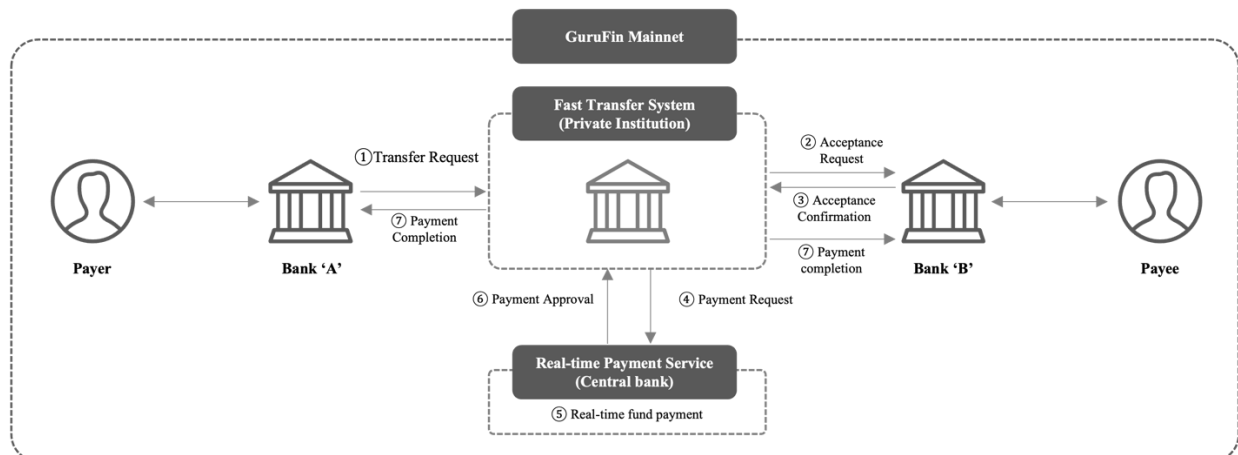 GuruFin Mainnet
Fast Transfer System
(Private Institution)
①Transfer Request
② Acceptance
Request
③ Acceptance
Confirmation
⑦ Payment
Completion
⑦ Payment
completion
Payer
Bank ‘A’
Bank ‘B’
Payee
⑥ Payment Approval
④ Payment Request
Real-time Payment Service
(Central bank)
⑤ Real-time fund payment